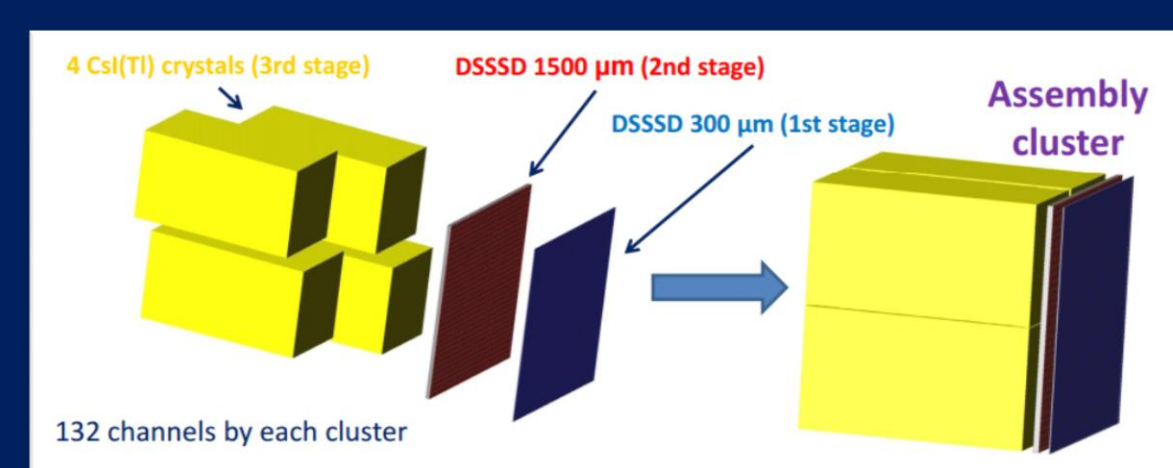 4 CsI(Tl) crystals (3rd stage)
DSSSD 1500 μm (2nd stage)
DSSSD 300 μm (1st stage)
Assembly
cluster
132 channels by each cluster